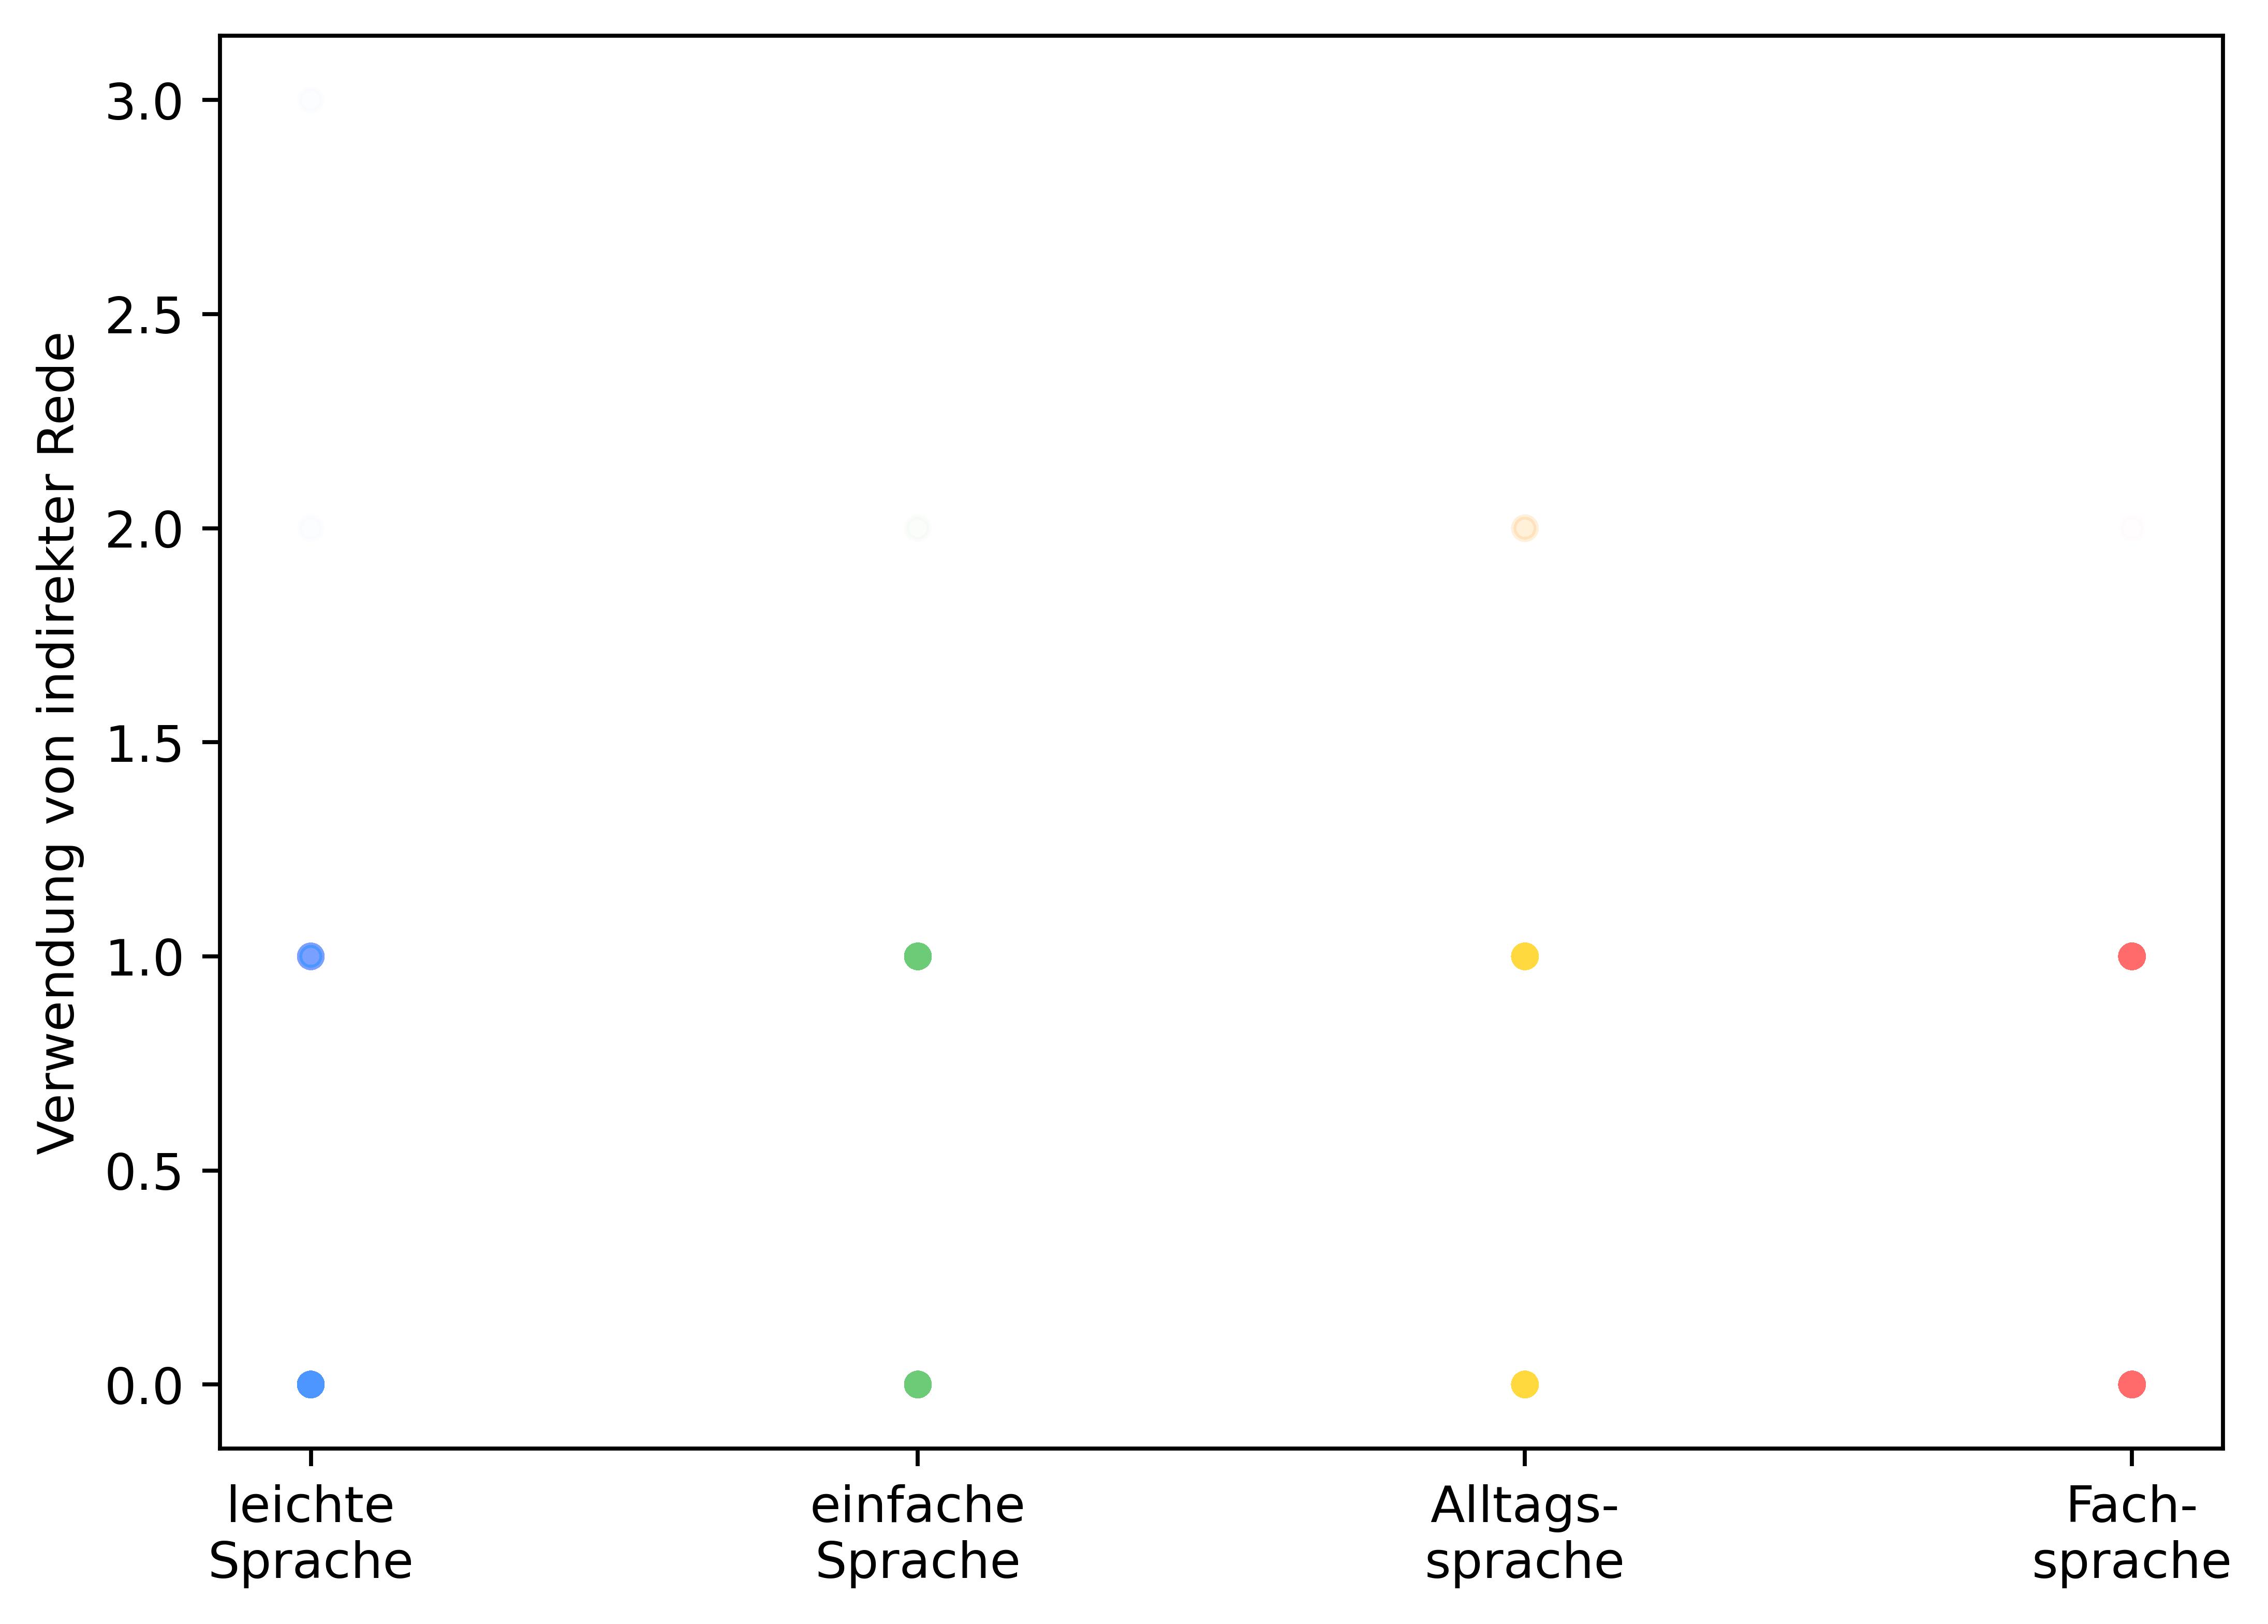 Verwendung von indirekter Rede
3.0
2.5
2.0
1.5
1.0
0.5
0.0
leichte
Sprache
einfache
Sprache
Alltags-
sprache
Fach-
sprache